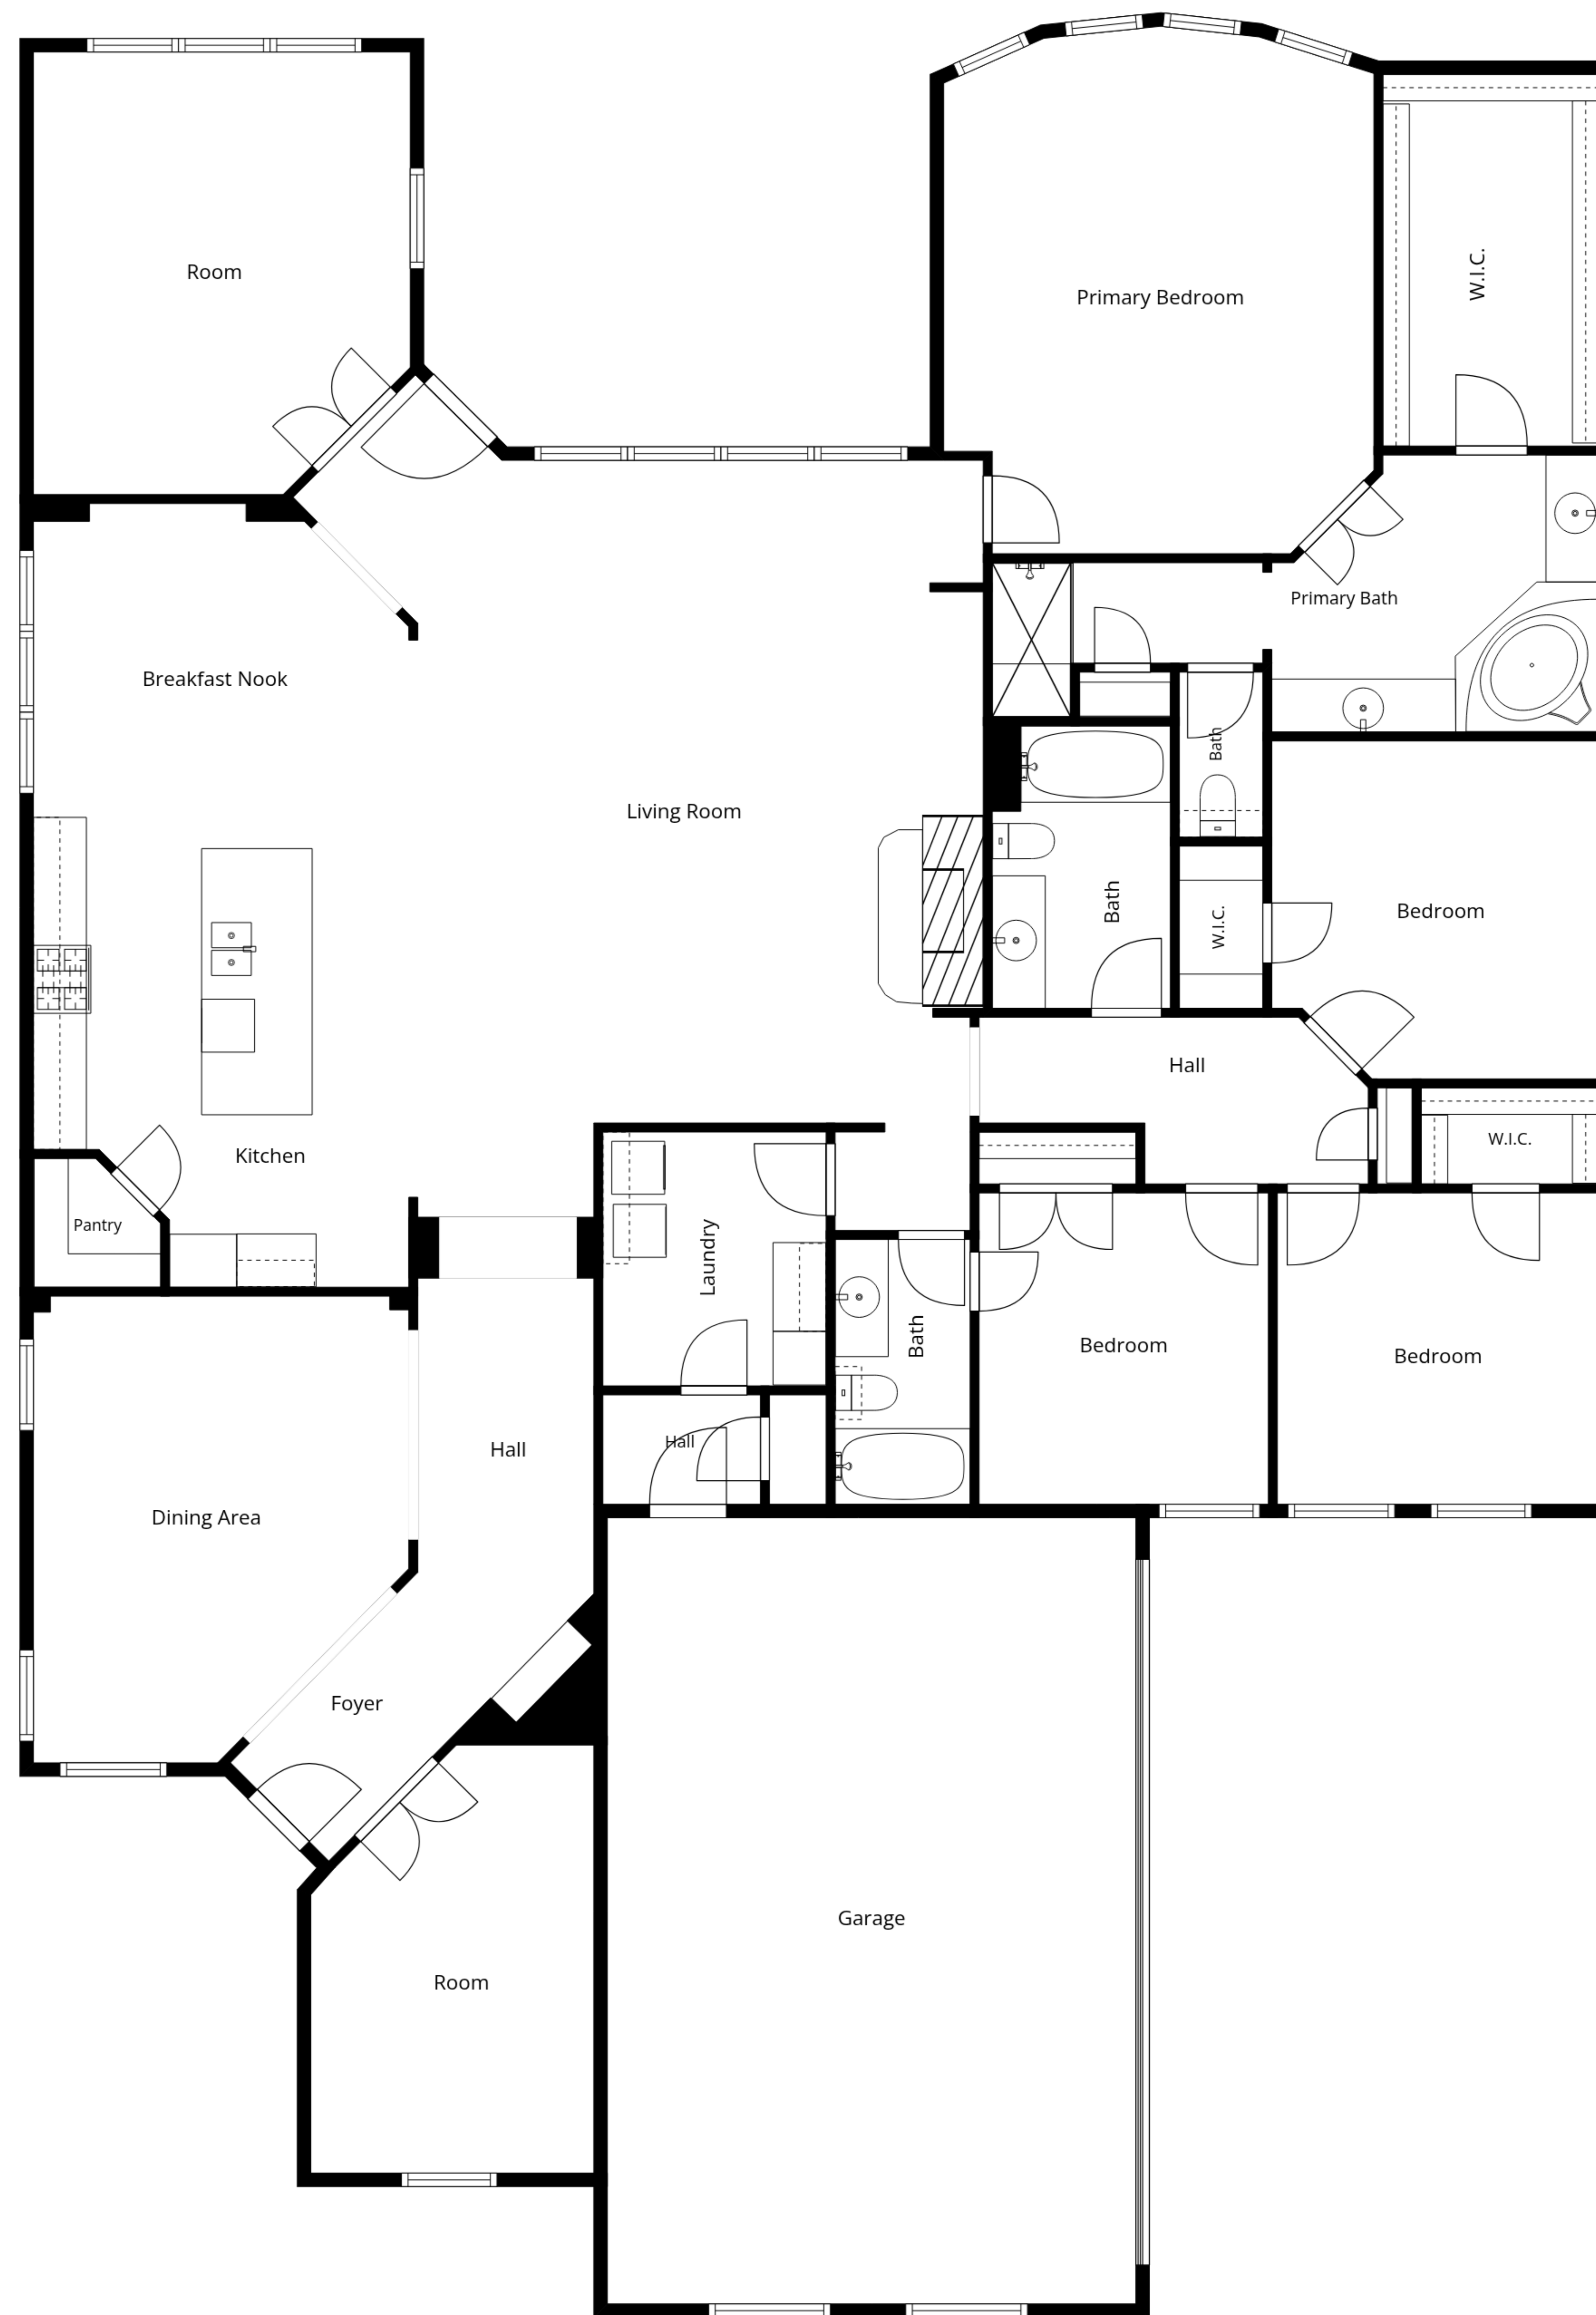 Room
Primary Bedroom
W.I.C.
Primary Bath
Breakfast Nook
Bath
Living Room
Bath
W.I.C.
Bedroom
Hall
W.I.C.
Kitchen
Pantry
Laundry
Bath
Bedroom
Bedroom
Hall
Hall
Dining Area
Foyer
Garage
Room